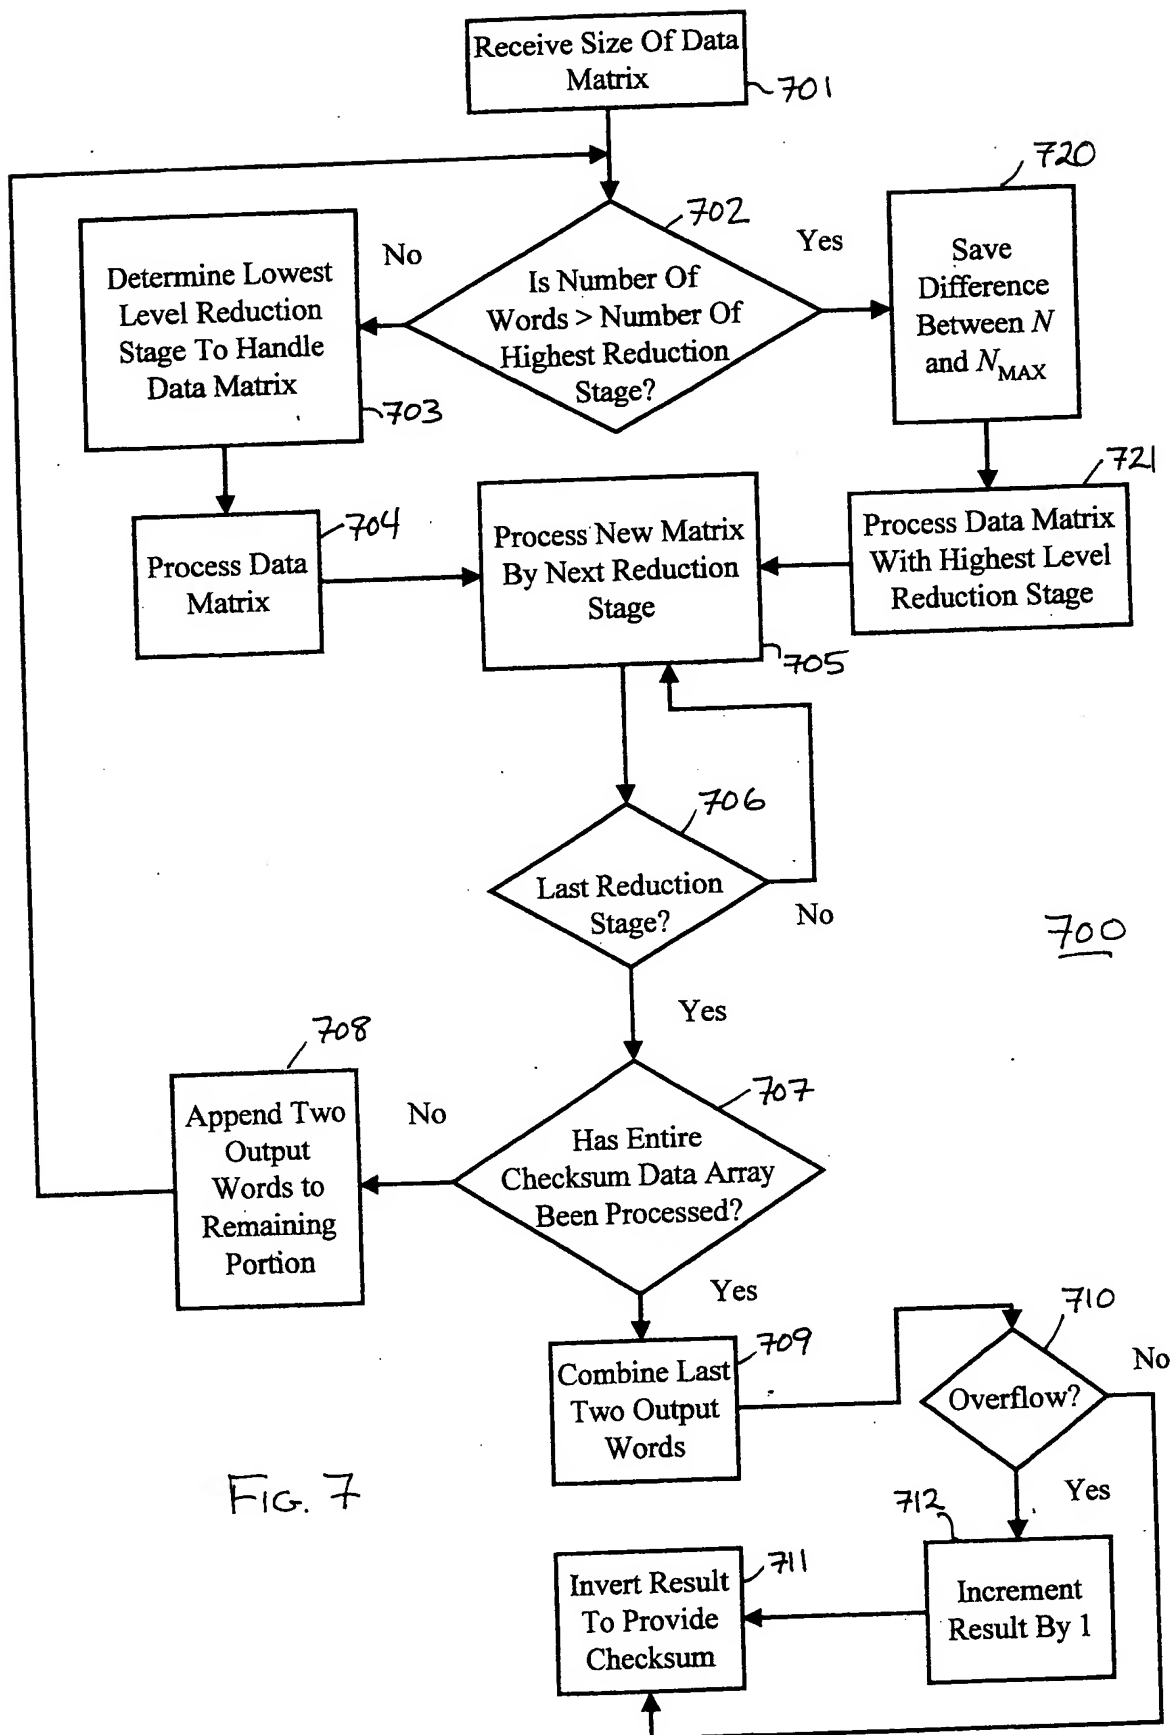 Receive Size Of Data
Matrix
701
720
702
No
Yes
Determine Lowest
Level Reduction
Stage To Handle
Data Matrix
703
Is Number Of
Words > Number Of
Highest Reduction
Stage?
Save
Difference
Between N
and NMAX
721
704
Process Data
Matrix
Process New Matrix
By Next Reduction
Stage
705
Process Data Matrix
With Highest Level
Reduction Stage
706
Last Reduction
Stage?
No
700
Yes
708
707
Append Two
Output
Words to
Remaining
Portion
No
Has Entire
Checksum Data Array
Been Processed?
Yes
710
709
No
Combine Last
Two Output
Words
Overflow?
FIG. 7
Yes
712
711
Invert Result
To Provide
Checksum
Increment
Result By 1